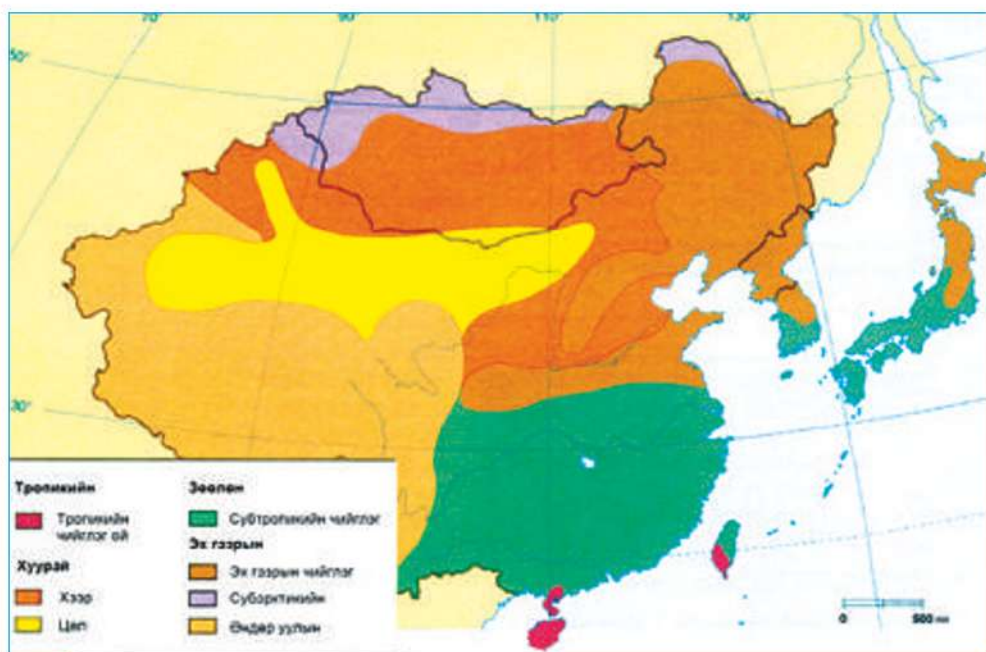 70°
90°
110°
130°
50°
30°
Тропикийн
Тропикийн
чийглэг ой
Хуурай
Хээр
Цөл
Зөөлөн
Субтропикийн чийглэг
Эх газрын
Эх газрын чийглэг
Субарктикийн
Өндөр уулын
0 500 км